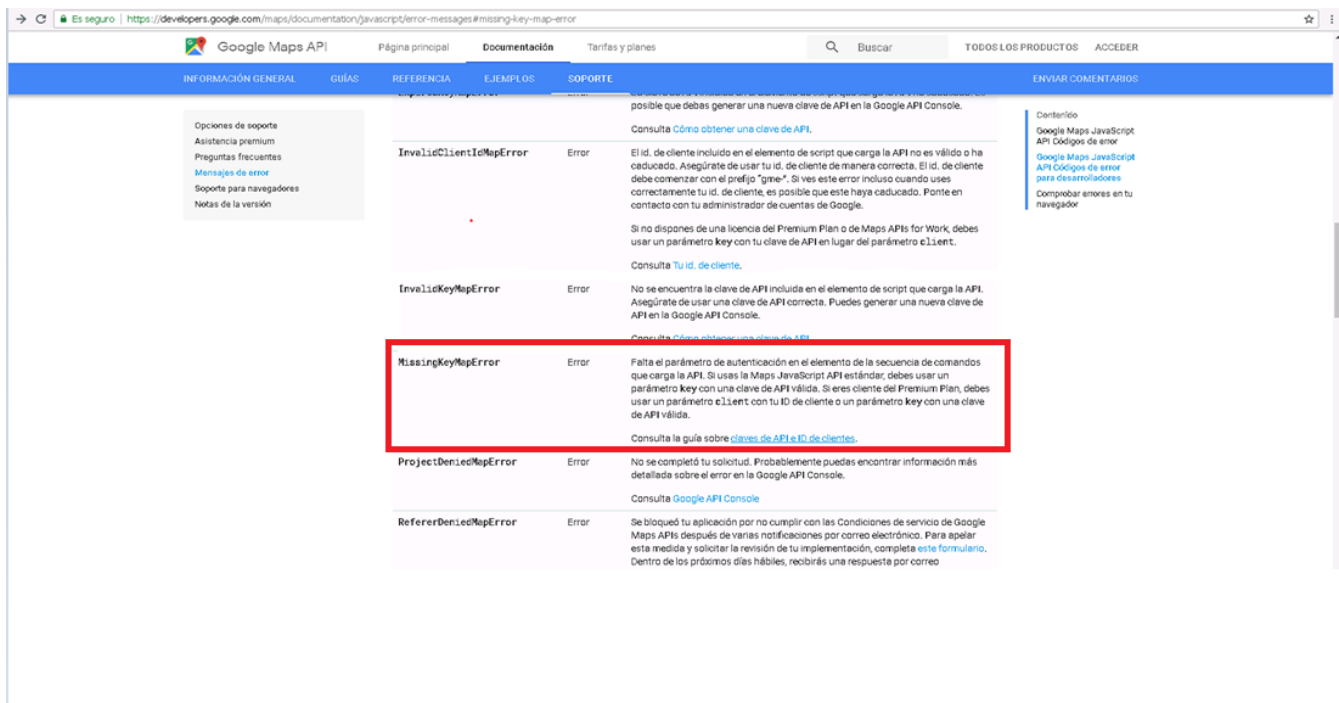 Es seguro | https://developers.google.com/maps/documentation/javascript/error-messages#missing-key-map-error
Google Maps API
Página principal
Documentación
Tarifas y planes
Buscar
TODOS LOS PRODUCTOS
ACCEDER
INFORMACIÓN GENERAL
GUÍAS
REFERENCIA
EJEMPLOS
SOPORTE
ENVIAR COMENTARIOS
Opciones de soporte
Asistencia premium
Preguntas frecuentes
Mensajes de error
Soporte para navegadores
Notas de la versión
posible que debas generar una nueva clave de API en la Google API Console.
Consulta Cómo obtener una clave de API.
InvalidClientIdMapError
Error
El id. de cliente incluido en el elemento de script que carga la API no es válido o ha
caducado. Asegúrate de usar tu id. de cliente de manera correcta. El id. de cliente
debe comenzar con el prefijo "gme-". Si ves este error incluso cuando uses
correctamente tu id. de cliente, es posible que este haya caducado. Ponte en
contacto con tu administrador de cuentas de Google.
Si no dispones de una licencia del Premium Plan o de Maps APIs for Work, debes
usar un parámetro key con tu clave de API en lugar del parámetro client.
Consulta Tu id. de cliente.
InvalidKeyMapError
Error
No se encuentra la clave de API incluida en el elemento de script que carga la API.
Asegúrate de usar una clave de API correcta. Puedes generar una nueva clave de
API en la Google API Console.
Consulta Cómo obtener una clave de API
MissingKeyMapError
Error
Falta el parámetro de autenticación en el elemento de la secuencia de comandos
que carga la API. Si usas la Maps JavaScript API estándar, debes usar un
parámetro key con una clave de API válida. Si eres cliente del Premium Plan, debes
usar un parámetro client con tu ID de cliente o un parámetro key con una clave
de API válida.
Consulta la guía sobre claves de API e ID de clientes.
ProjectDeniedMapError
Error
No se completó tu solicitud. Probablemente puedas encontrar información más
detallada sobre el error en la Google API Console.
Consulta Google API Console
RefererDeniedMapError
Error
Se bloqueó tu aplicación por no cumplir con las Condiciones de servicio de Google
Maps APIs después de varias notificaciones por correo electrónico. Para apelar
esta medida y solicitar la revisión de tu implementación, completa este formulario.
Dentro de los próximos días hábiles, recibirás una respuesta por correo
Contenido
Google Maps JavaScript
API Códigos de error
Google Maps JavaScript
API Códigos de error
para desarrolladores
Comprobar errores en tu
navegador